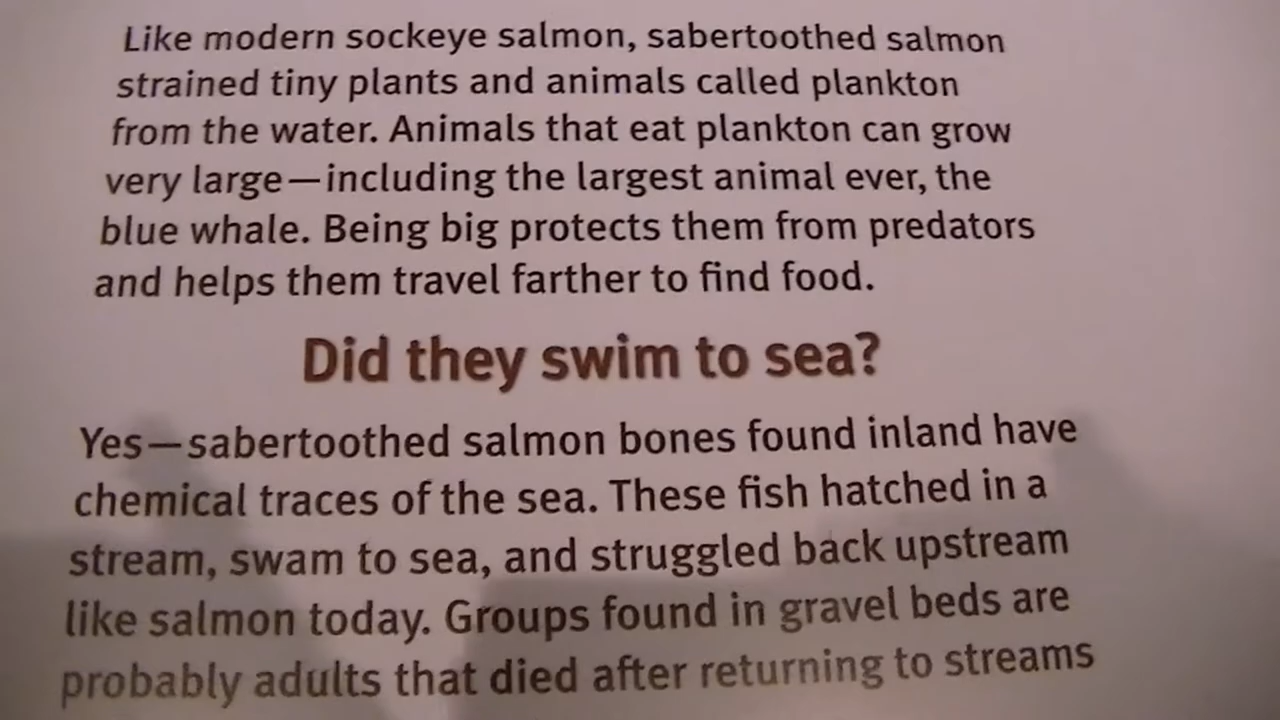 Like modern sockeye salmon, sabertoothed salmon
strained tiny plants and animals called plankton
from the water. Animals that eat plankton can grow
very large—including the largest animal ever, the
blue whale. Being big protects them from predators
and helps them travel farther to find food.
Did they swim to sea?
Yes—sabertoothed salmon bones found inland have
chemical traces of the sea. These fish hatched in a
stream, swam to sea, and struggled back upstream
like salmon today. Groups found in gravel beds are
probably adults that died after returning to streams